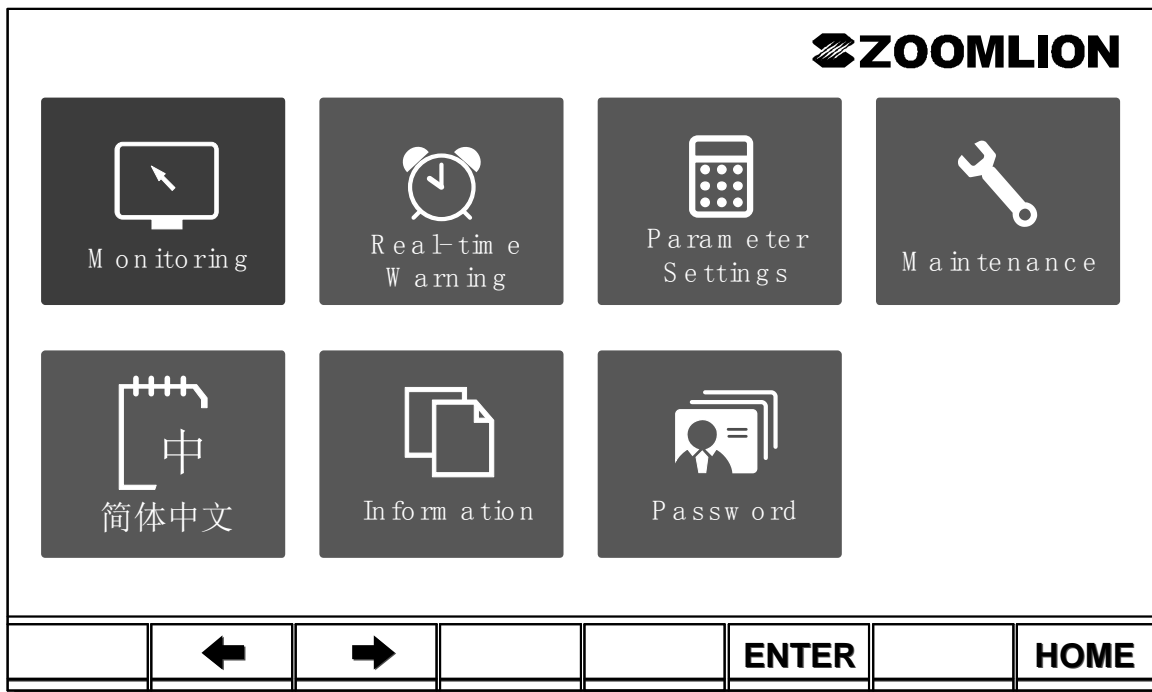 ZOOMLION
Monitoring
Real-time
Warning
Parameter
Settings
Maintenance
中
简体中文
Information
Password
ENTER
HOME